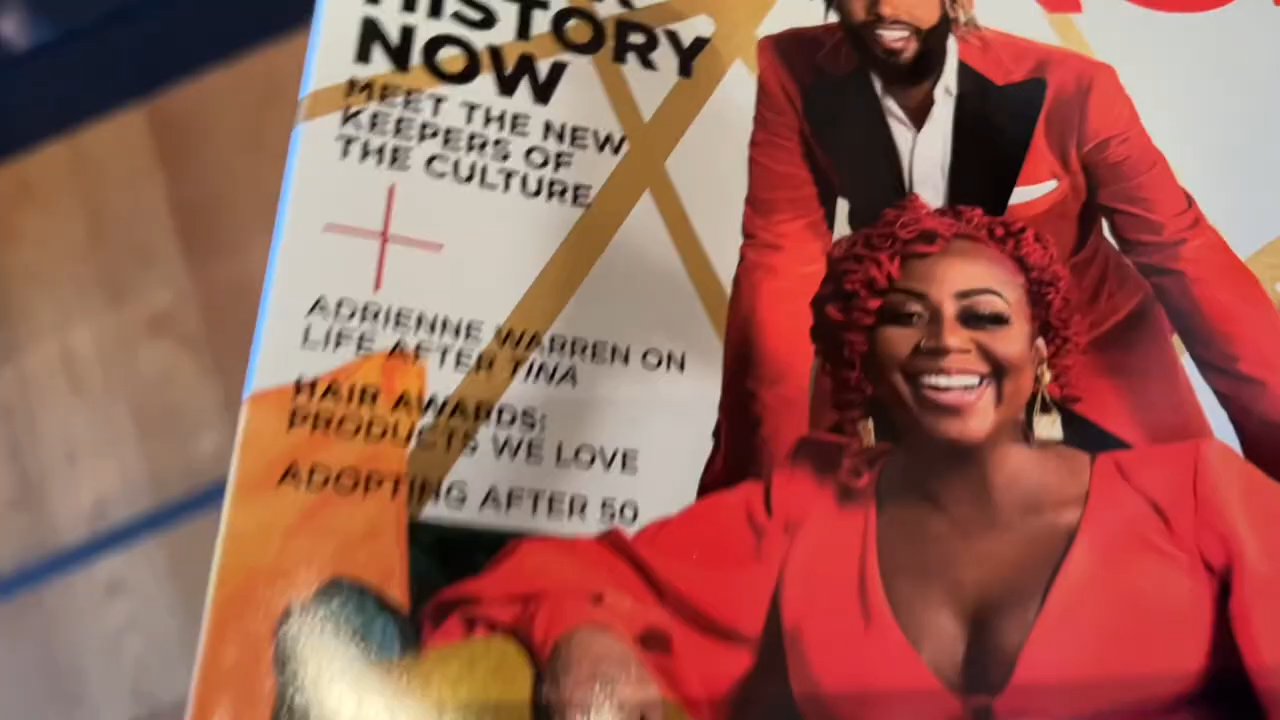 HISTORY
NOW
MEET THE NEW
KEEPERS OF
THE CULTURE
ADRIENNE WARREN ON
LIFE AFTER TINA
HAIR AWARDS:
PRODUCTS WE LOVE
ADOPTING AFTER 50